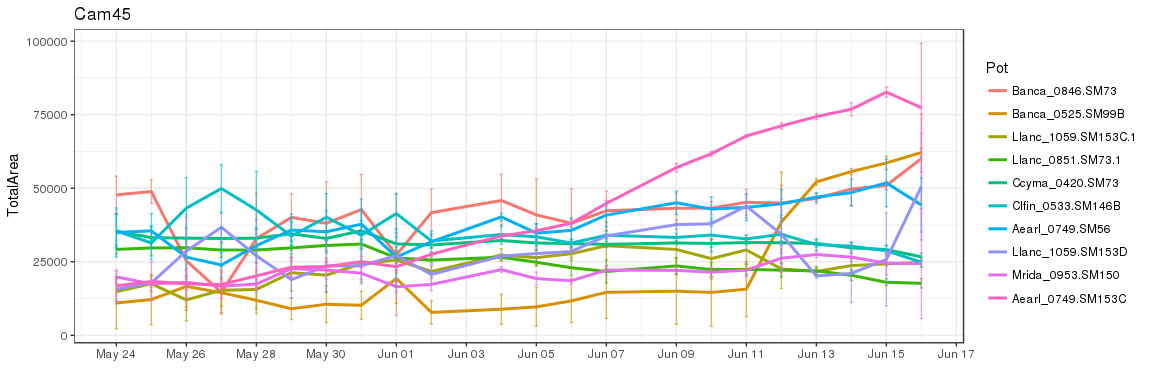 Cam45
TotalArea
100000
75000
50000
25000
0
May 24 May 26 May 28 May 30 Jun 01 Jun 03 Jun 05 Jun 07 Jun 09 Jun 11 Jun 13 Jun 15 Jun 17
Pot
Banca_0846.SM73
Banca_0525.SM99B
Llanc_1059.SM153C.1
Llanc_0851.SM73.1
Ccyma_0420.SM73
Clfin_0533.SM146B
Aearl_0749.SM56
Llanc_1059.SM153D
Mrida_0953.SM150
Aearl_0749.SM153C